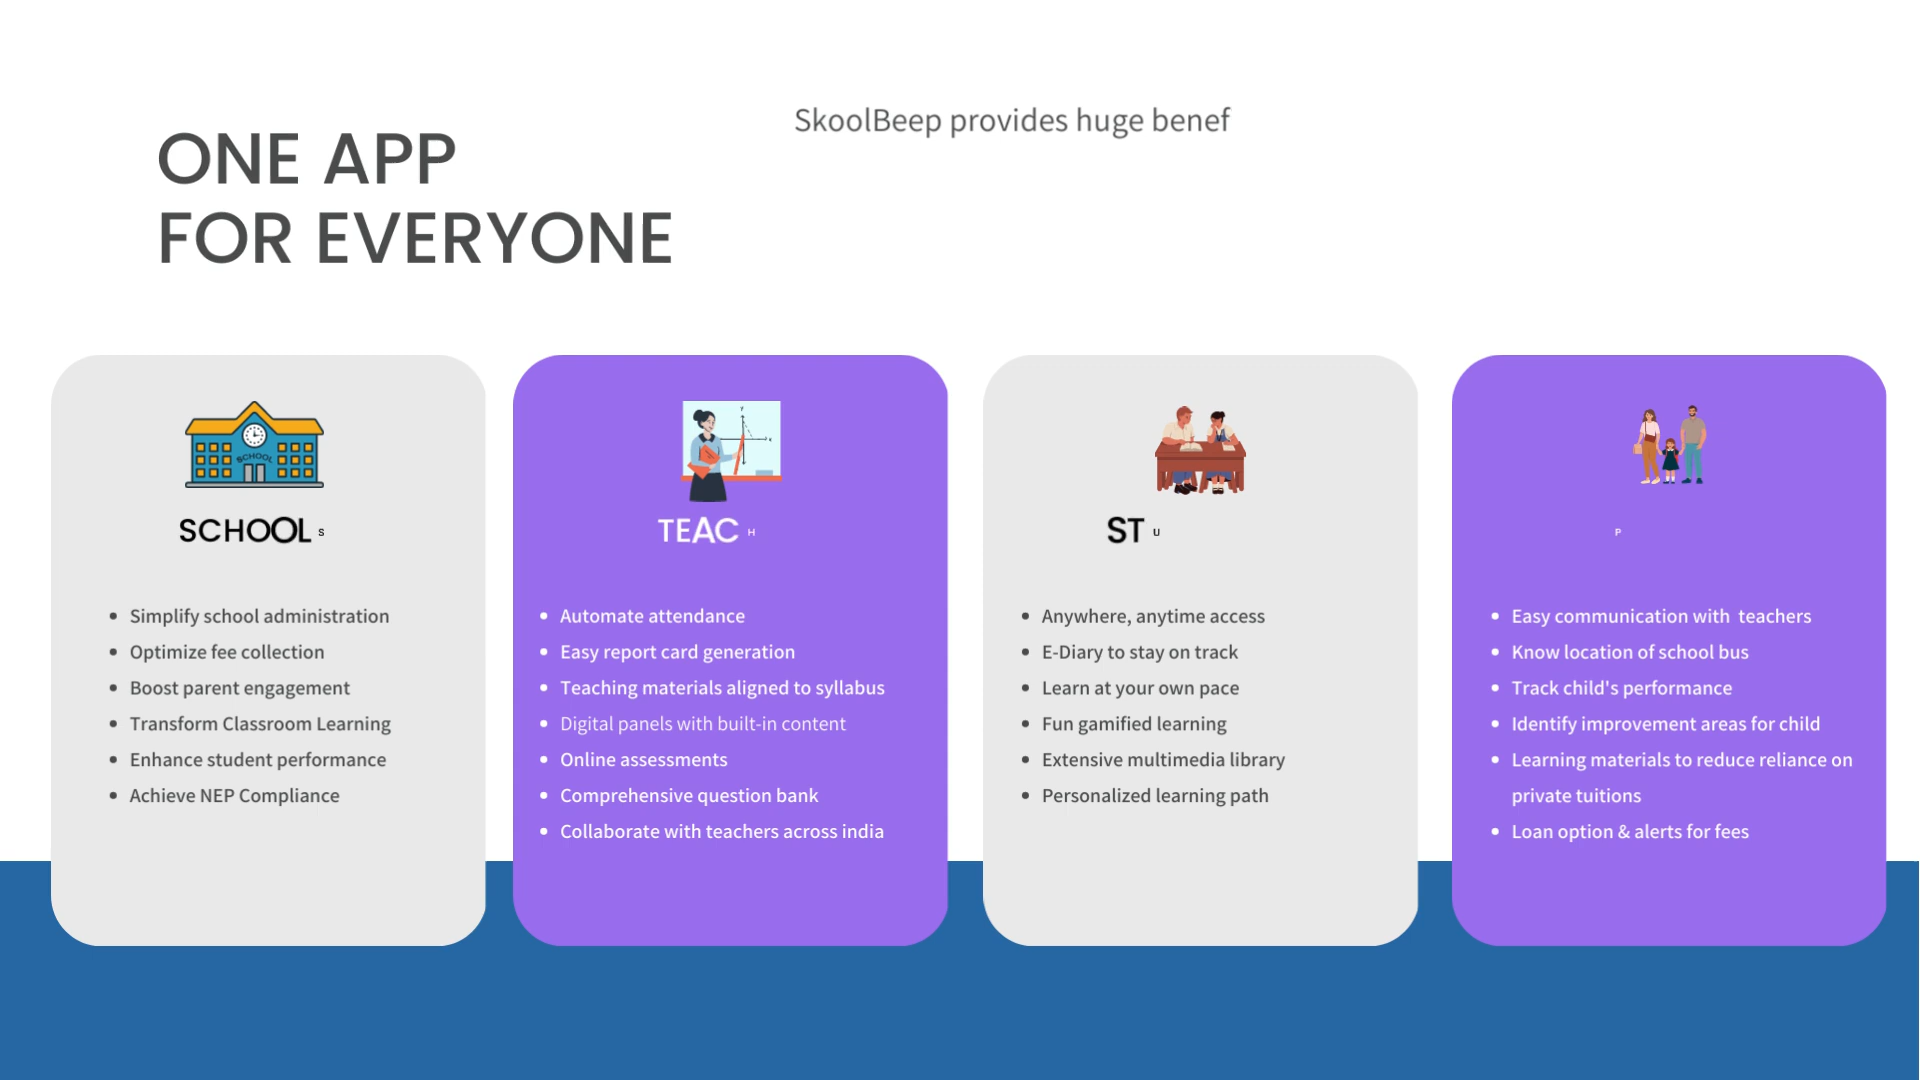 SkoolBeep provides huge benef
ONE APP
FOR EVERYONE
SCHOOL
SCHOOL S
Simplify school administration
Optimize fee collection
Boost parent engagement
Transform Classroom Learning
Enhance student performance
Achieve NEP Compliance
TEAC H
Automate attendance
Easy report card generation
Teaching materials aligned to syllabus
Digital panels with built-in content
Online assessments
Comprehensive question bank
Collaborate with teachers across india
ST U
Anywhere, anytime access
E-Diary to stay on track
Learn at your own pace
Fun gamified learning
Extensive multimedia library
Personalized learning path
P
Easy communication with teachers
Know location of school bus
Track child's performance
Identify improvement areas for child
Learning materials to reduce reliance on
private tuitions
Loan option & alerts for fees